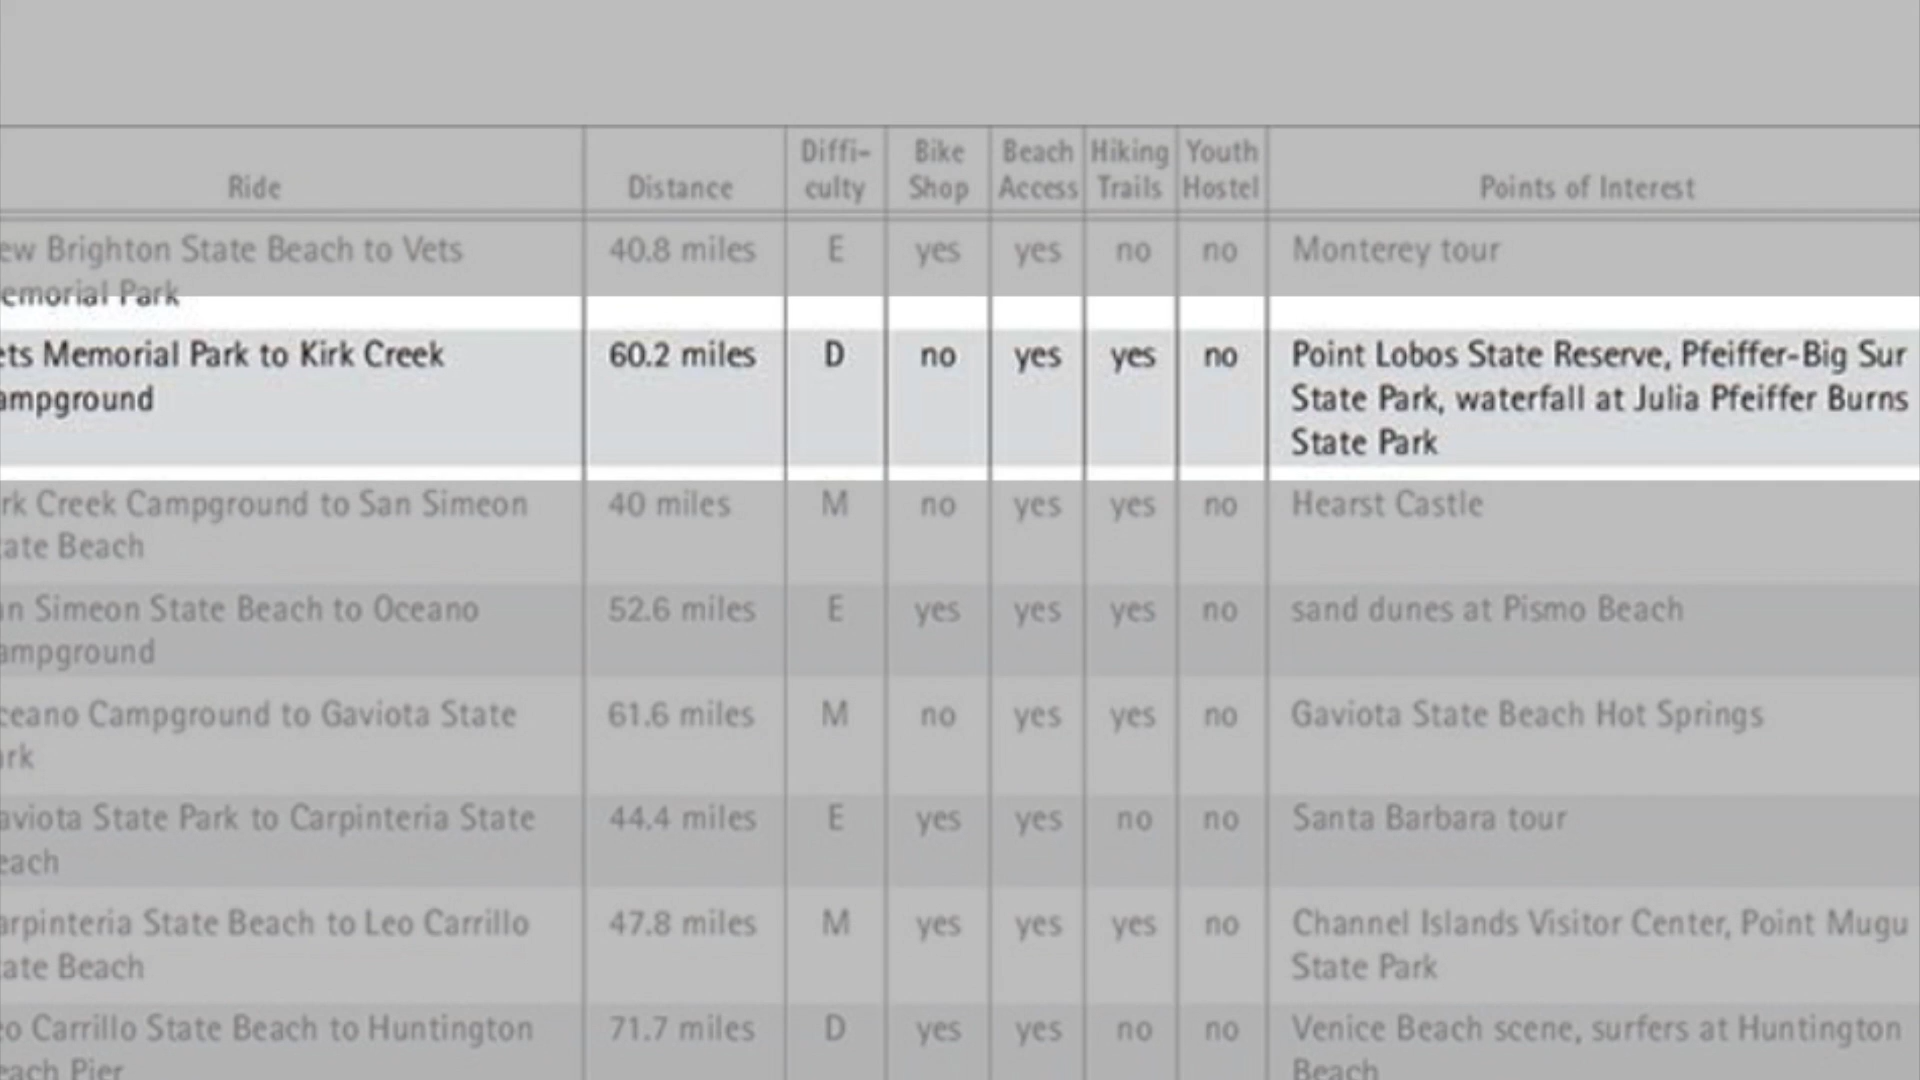 Ride Distance Diffi- Bike Beach Hiking Youth Points of Interest
culty Shop Access Trails Hostel
ew Brighton State Beach to Vets 40.8 miles E yes yes no no Monterey tour
emorial Park
ets Memorial Park to Kirk Creek 60.2 miles D no yes yes no Point Lobos State Reserve, Pfeiffer-Big Sur
ampground State Park, waterfall at Julia Pfeiffer Burns
State Park
rk Creek Campground to San Simeon 40 miles M no yes yes no Hearst Castle
ate Beach
an Simeon State Beach to Oceano 52.6 miles E yes yes yes no sand dunes at Pismo Beach
ampground
ceano Campground to Gaviota State 61.6 miles M no yes yes no Gaviota State Beach Hot Springs
rk
aviota State Park to Carpinteria State 44.4 miles E yes yes no no Santa Barbara tour
each
arpinteria State Beach to Leo Carrillo 47.8 miles M yes yes yes no Channel Islands Visitor Center, Point Mugu
ate Beach State Park
eo Carrillo State Beach to Huntington 71.7 miles D yes yes no no Venice Beach scene, surfers at Huntington
each Pier Beach